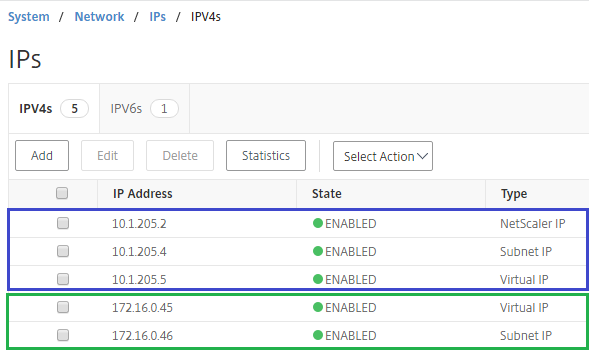 System / Network / IPs / IPV4s
IPs
IPV4s 5 IPV6s 1
Add Edit Delete Statistics Select Action
IP Address State Type
10.1.205.2 ENABLED NetScaler IP
10.1.205.4 ENABLED Subnet IP
10.1.205.5 ENABLED Virtual IP
172.16.0.45 ENABLED Virtual IP
172.16.0.46 ENABLED Subnet IP